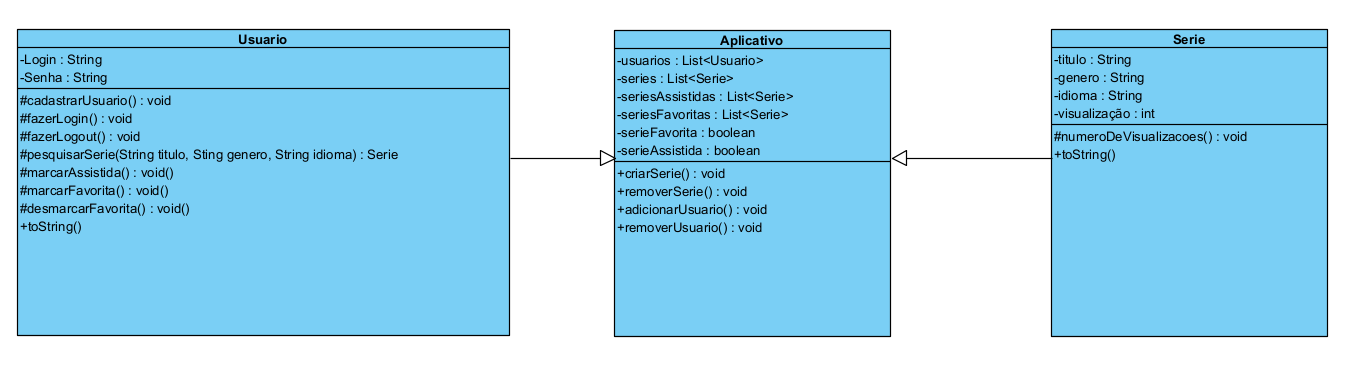 Usuario
-Login : String
-Senha : String
#cadastrarUsuario() : void
#fazerLogin() : void
#fazerLogout() : void
#pesquisarSerie(String titulo, Sting genero, String idioma) : Serie
#marcarAssistida() : void()
#marcarFavorita() : void()
#desmarcarFavorita() : void()
+toString()
Aplicativo
-usuarios : List<Usuario>
-series : List<Serie>
-seriesAssistidas : List<Serie>
-seriesFavoritas : List<Serie>
-serieFavorita : boolean
-serieAssistida : boolean
+criarSerie() : void
+removerSerie() : void
+adicionarUsuario() : void
+removerUsuario() : void
Serie
-titulo : String
-genero : String
-idioma : String
-visualização : int
#numeroDeVisualizacoes() : void
+toString()